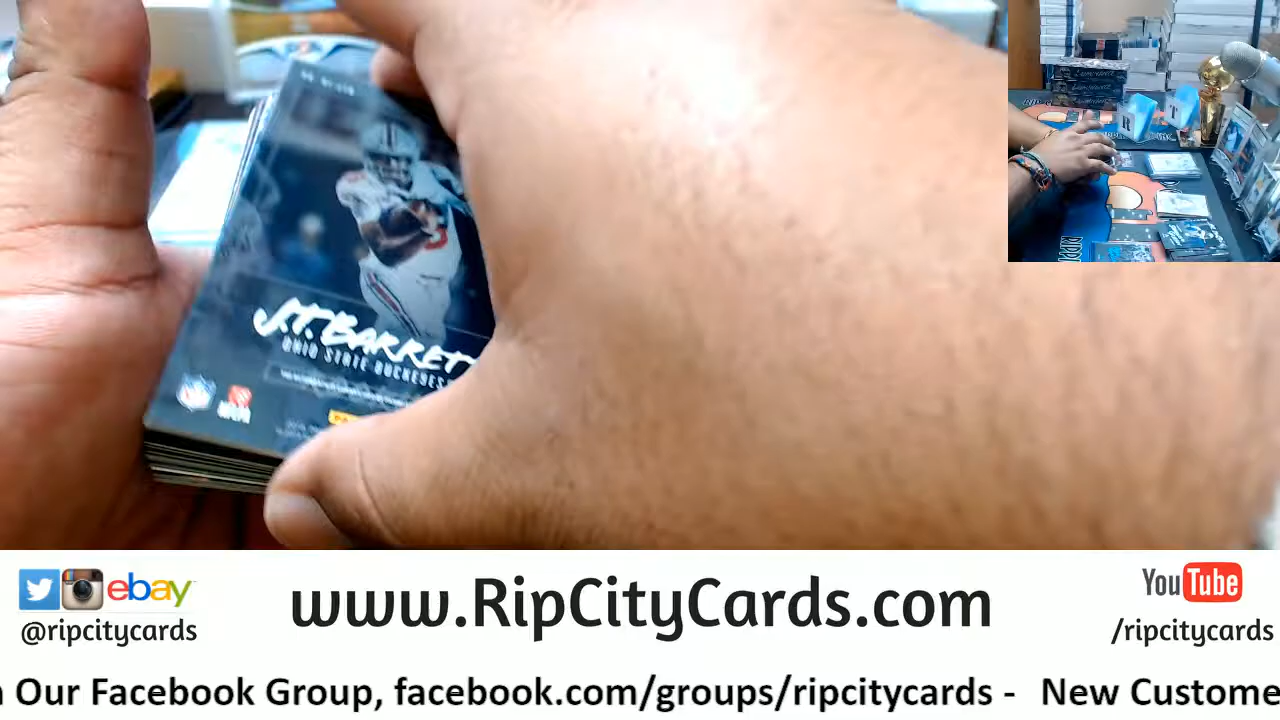 J.T. BARRETT
OHIO STATE BUCKEYES
ebay
@ripcitycards
www.RipCityCards.com
YouTube
/ripcitycards
Our Facebook Group, facebook.com/groups/ripcitycards - New Custome